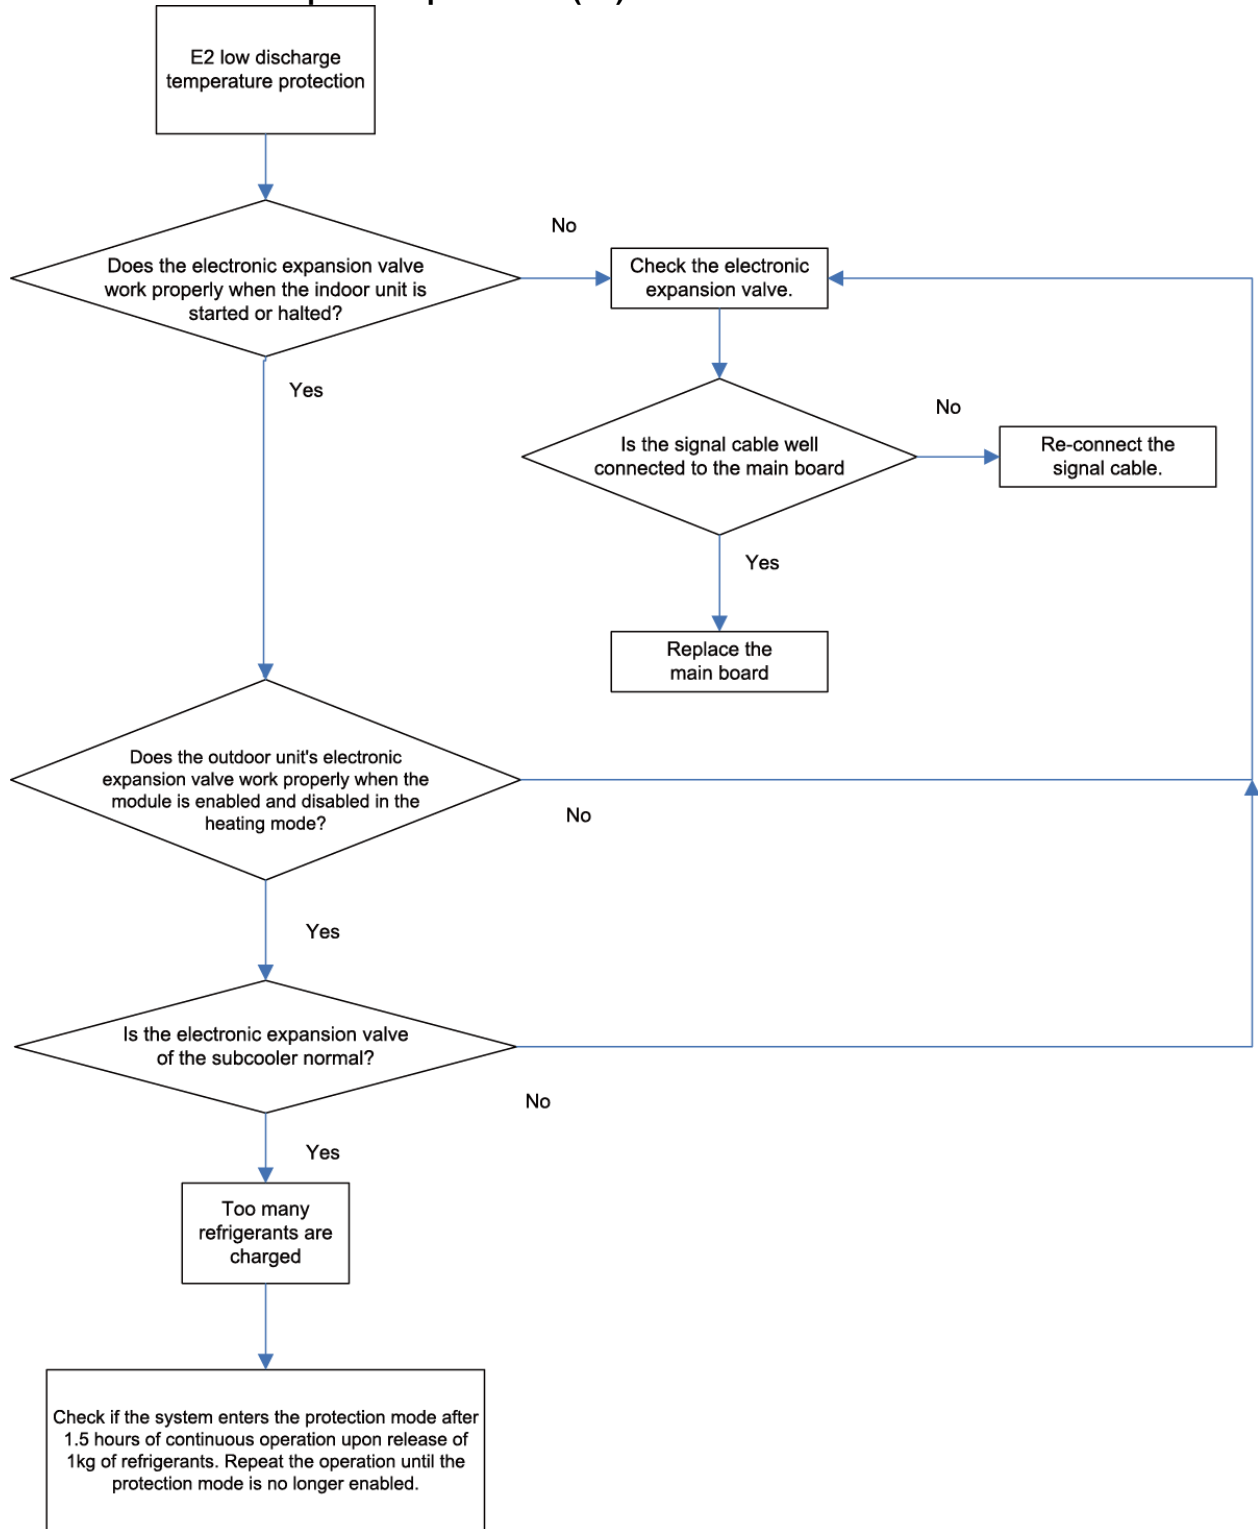 E2 low discharge
temperature protection
No
Does the electronic expansion valve
work properly when the indoor unit is
started or halted?
Check the electronic
expansion valve.
Yes
No
Is the signal cable well
connected to the main board
Re-connect the
signal cable.
Yes
Replace the
main board
Does the outdoor unit's electronic
expansion valve work properly when the
module is enabled and disabled in the
heating mode?
No
Yes
Is the electronic expansion valve
of the subcooler normal?
No
Yes
Too many
refrigerants are
charged
Check if the system enters the protection mode after
1.5 hours of continuous operation upon release of
1kg of refrigerants. Repeat the operation until the
protection mode is no longer enabled.